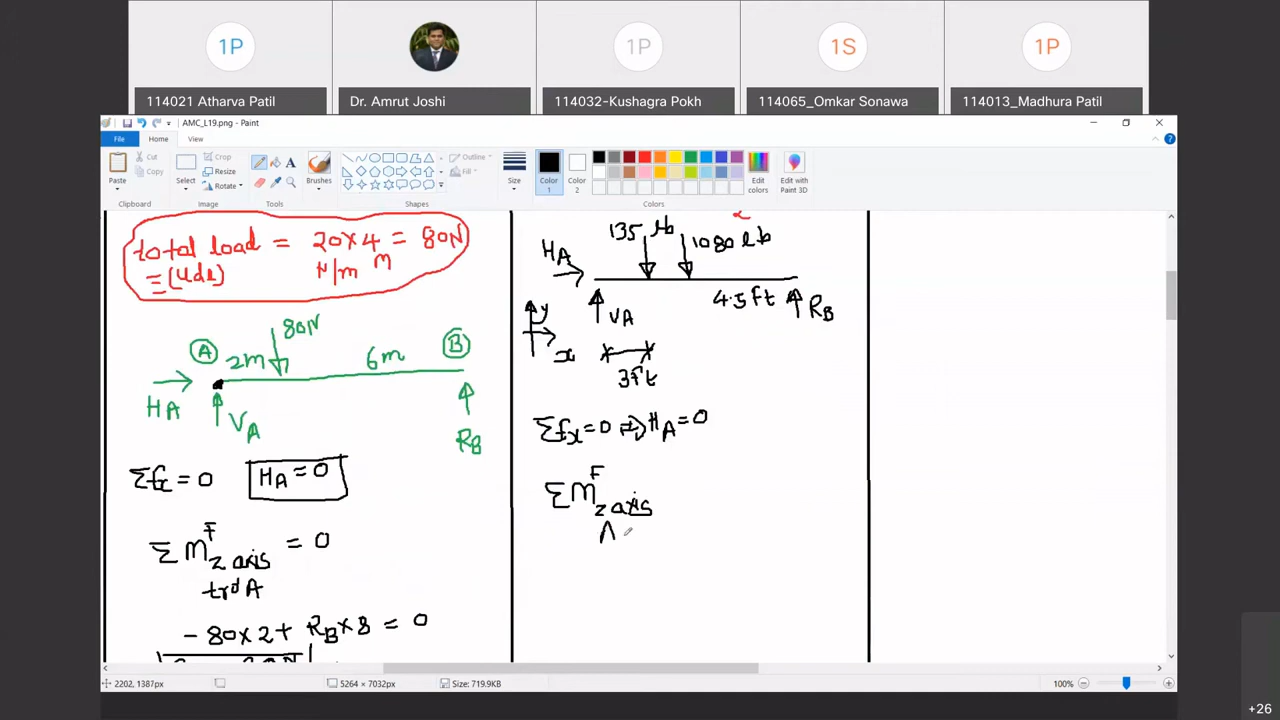 1P
1P
1S
1P
114021 Atharva Patil
Dr. Amrut Joshi
114032-Kushagra Pokh
114065_Omkar Sonawa
114013_Madhura Patil
AMC_L19.png - Paint
File
Home
View
Paste
Cut
Copy
Clipboard
Select
Crop
Resize
Rotate
Image
A
Tools
Brushes
Shapes
Outline
Fill
Size
Color 1
Color 2
Edit colors
Edit with Paint 3D
Colors
total load = 20×4 = 80N
≡(udl) N/m m
80N
A 2m 6m B
HA
VA
RB
Σfx = 0 HA = 0
ΣM^F z axis = 0
trd A
- 80×2 + RB×8 = 0
135 lb
1080 lb
HA
4.5 ft
RB
VA
y
x
3ft
Σfx = 0 ⇒ HA = 0
ΣM^F z axis
2202, 1387px
5264 × 7032px
Size: 719.9KB
100%
+26